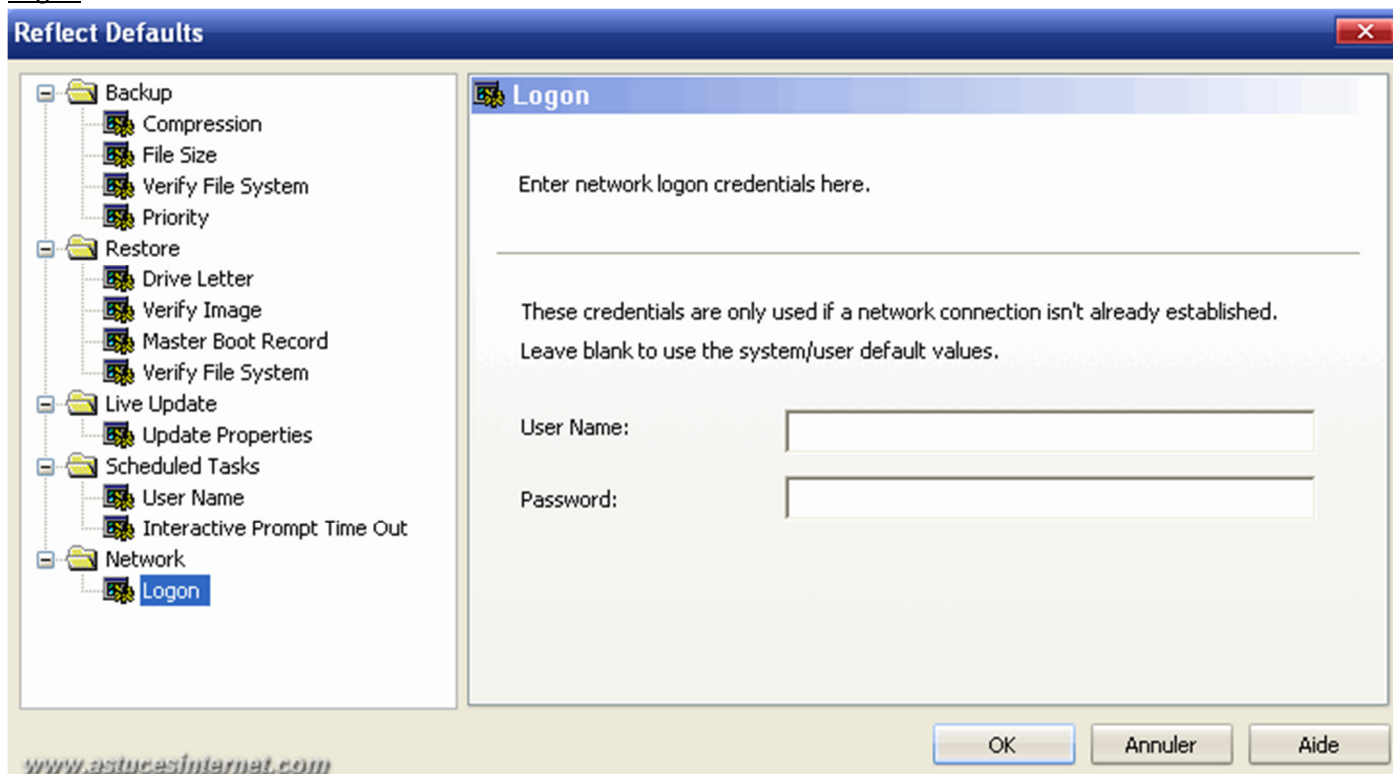 Reflect Defaults
Backup
Compression
File Size
Verify File System
Priority
Restore
Drive Letter
Verify Image
Master Boot Record
Verify File System
Live Update
Update Properties
Scheduled Tasks
User Name
Interactive Prompt Time Out
Network
Logon
Logon
Enter network logon credentials here.
These credentials are only used if a network connection isn't already established.
Leave blank to use the system/user default values.
User Name:
Password:
OK
Annuler
Aide
www.astucesinternet.com